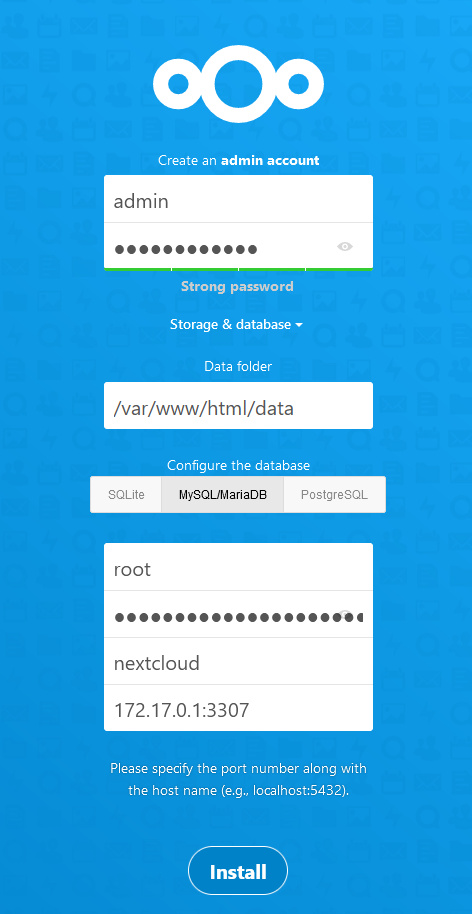 Create an admin account
admin
●●●●●●●●●●●●
Strong password
Storage & database
Data folder
/var/www/html/data
Configure the database
SQLite MySQL/MariaDB PostgreSQL
root
nextcloud
172.17.0.1:3307
Please specify the port number along with
the host name (e.g., localhost:5432).
Install